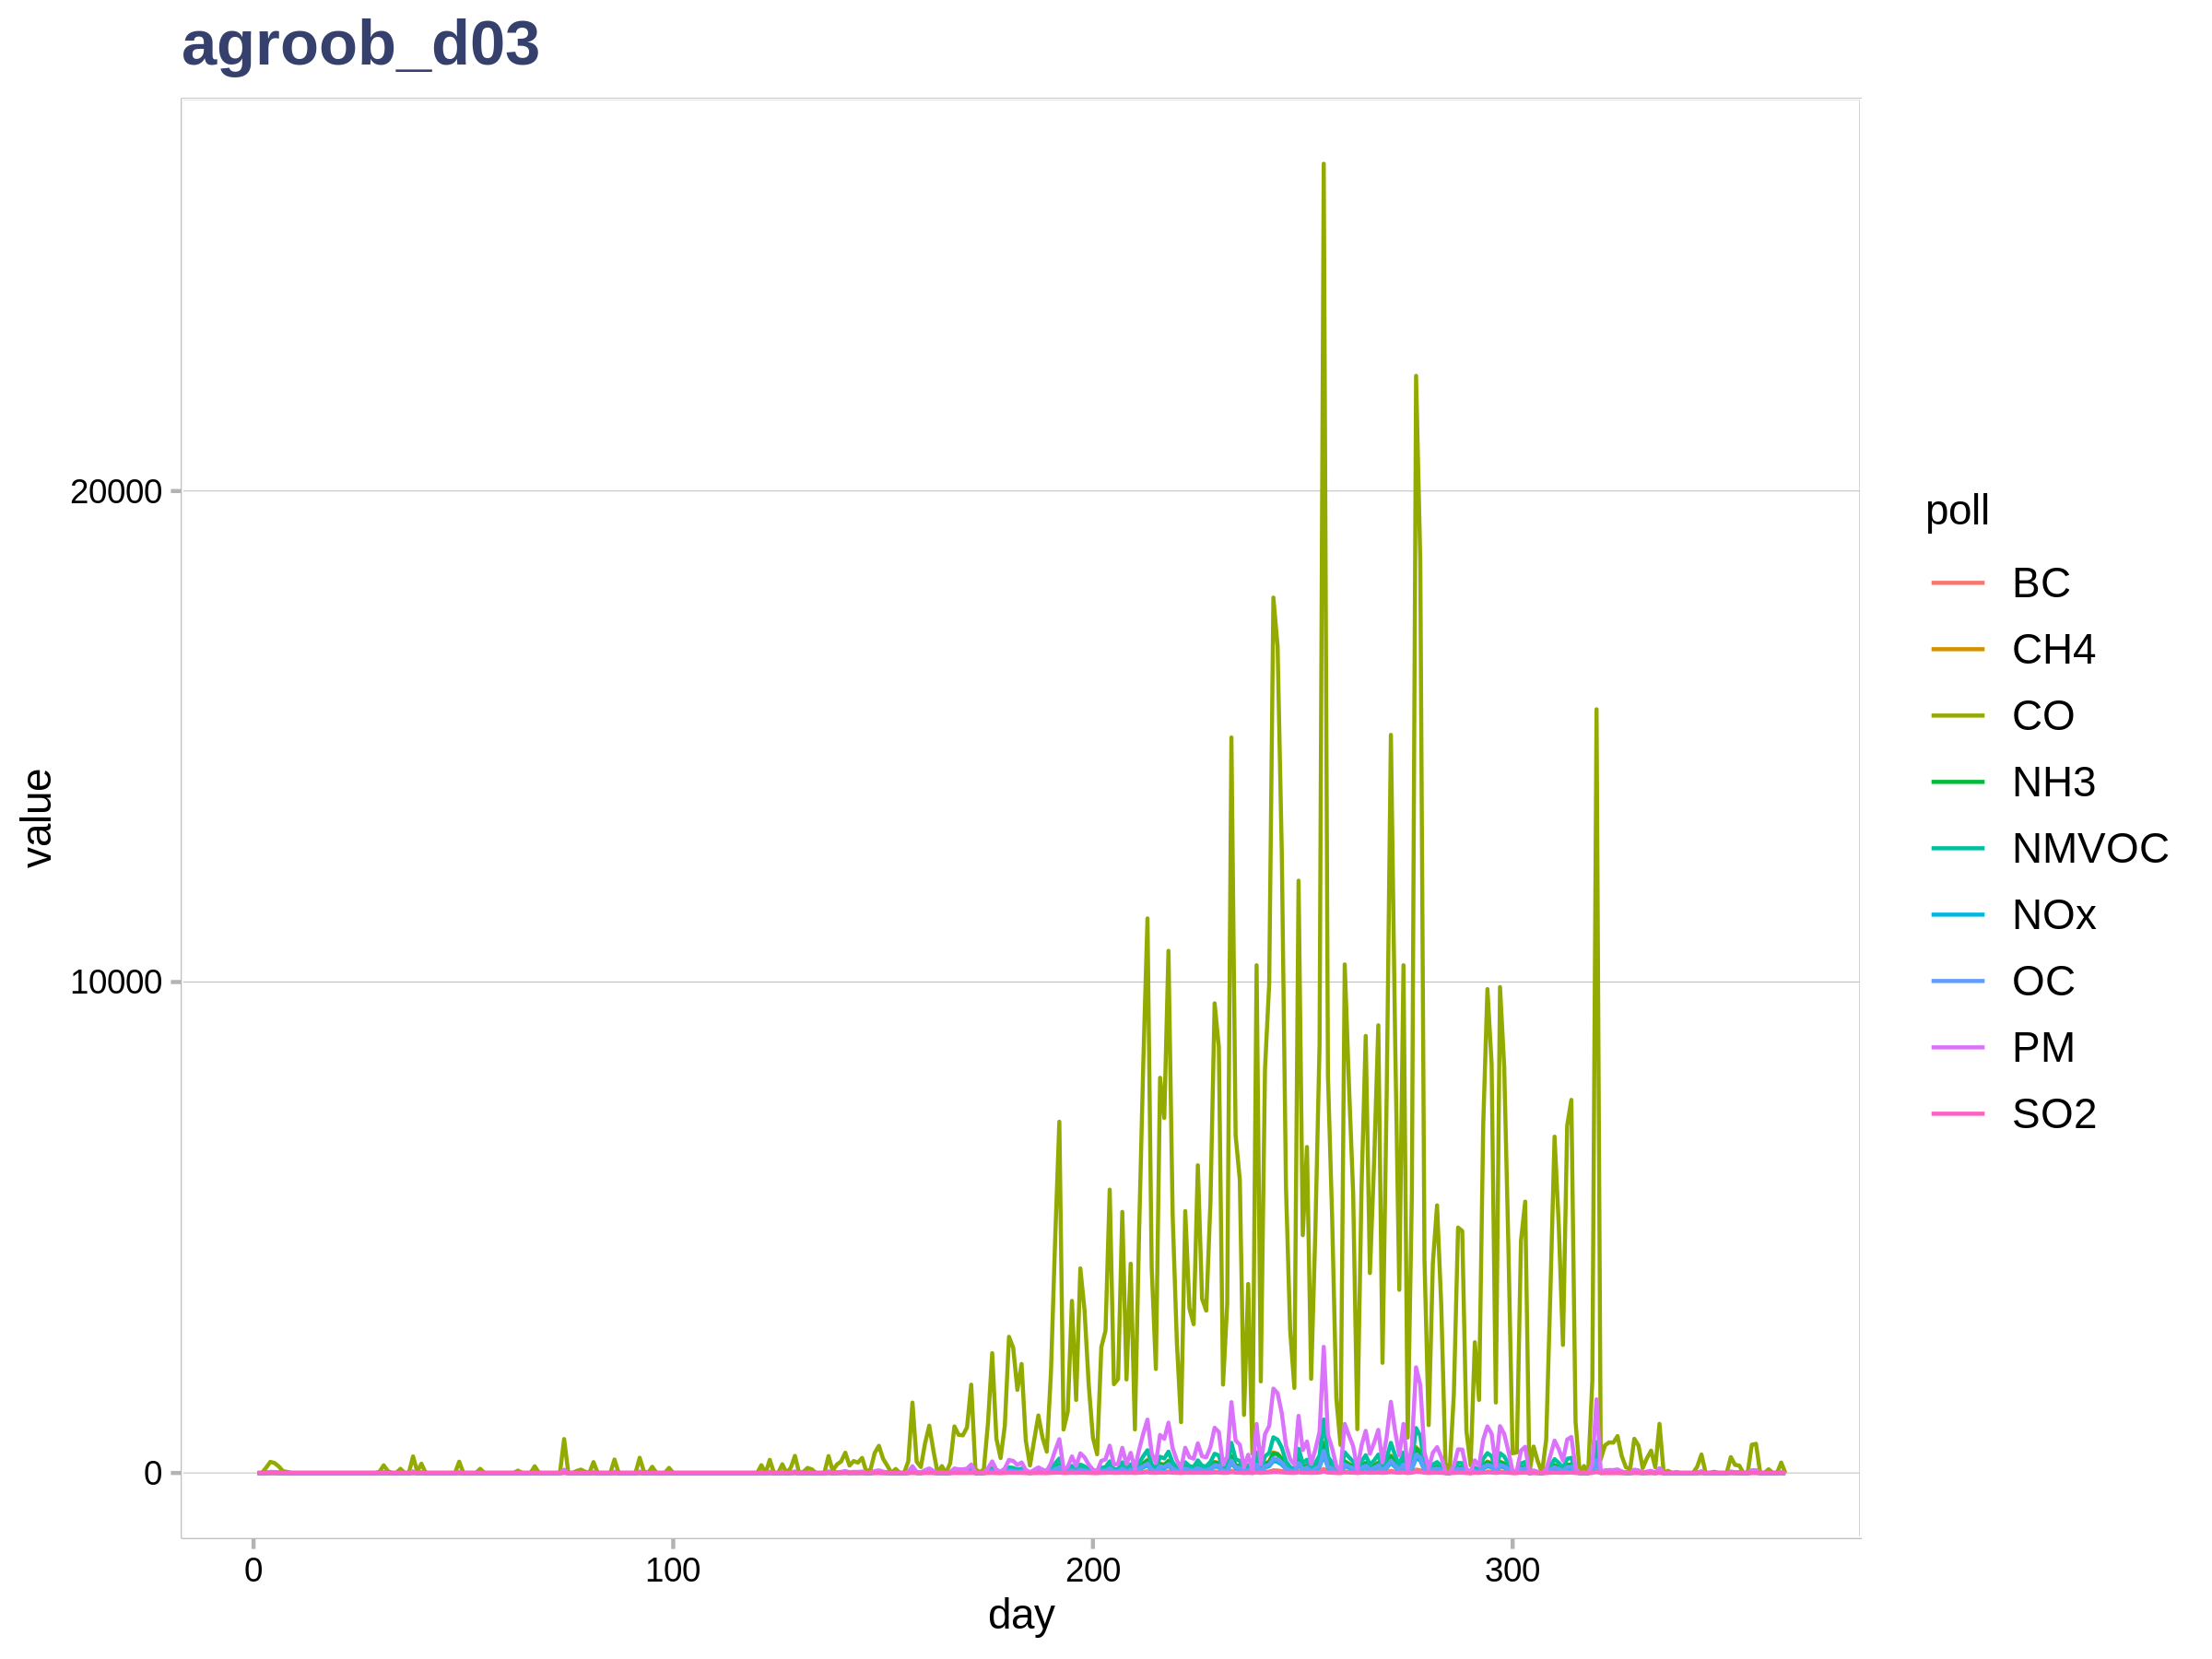 agroob_d03
value
20000
10000
0
0 100 200 300
day
poll
BC
CH4
CO
NH3
NMVOC
NOx
OC
PM
SO2